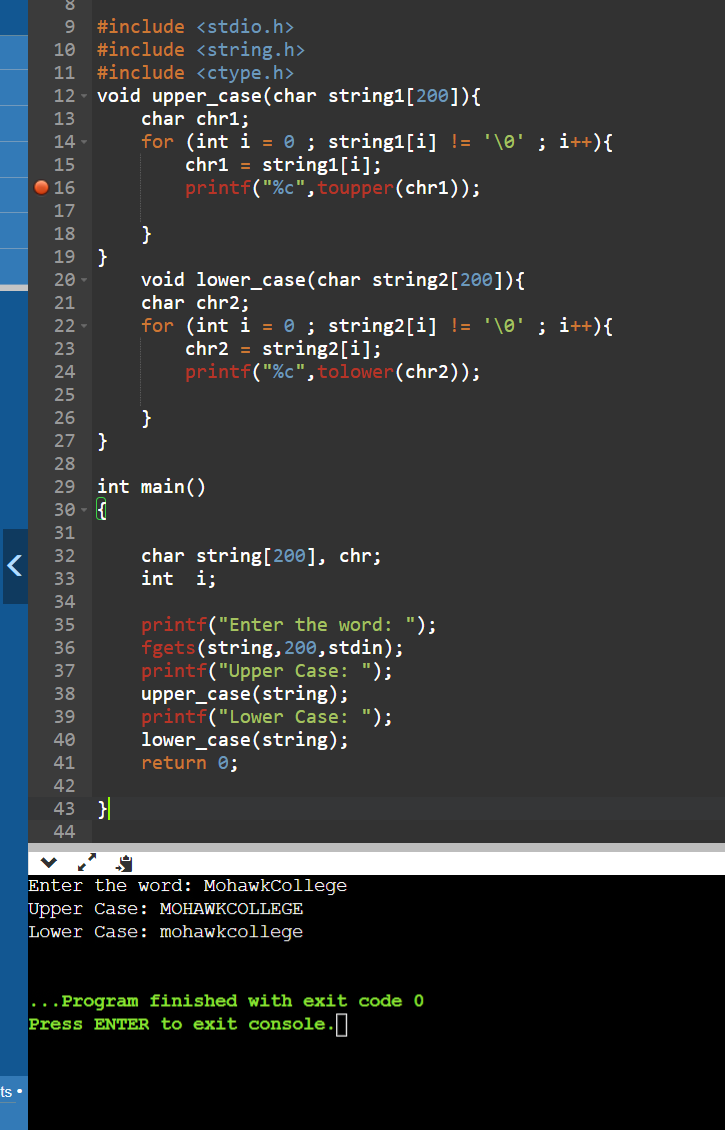 8
9 #include <stdio.h>
10 #include <string.h>
11 #include <ctype.h>
12 void upper_case(char string1[200]){
13     char chr1;
14     for (int i = 0 ; string1[i] != '\0' ; i++){
15         chr1 = string1[i];
16         printf("%c",toupper(chr1));
17
18     }
19 }
20     void lower_case(char string2[200]){
21     char chr2;
22     for (int i = 0 ; string2[i] != '\0' ; i++){
23         chr2 = string2[i];
24         printf("%c",tolower(chr2));
25
26     }
27 }
28
29 int main()
30 {
31
32     char string[200], chr;
33     int  i;
34
35     printf("Enter the word: ");
36     fgets(string,200,stdin);
37     printf("Upper Case: ");
38     upper_case(string);
39     printf("Lower Case: ");
40     lower_case(string);
41     return 0;
42
43 }
44
Enter the word: MohawkCollege
Upper Case: MOHAWKCOLLEGE
Lower Case: mohawkcollege
...Program finished with exit code 0
Press ENTER to exit console.
ts •